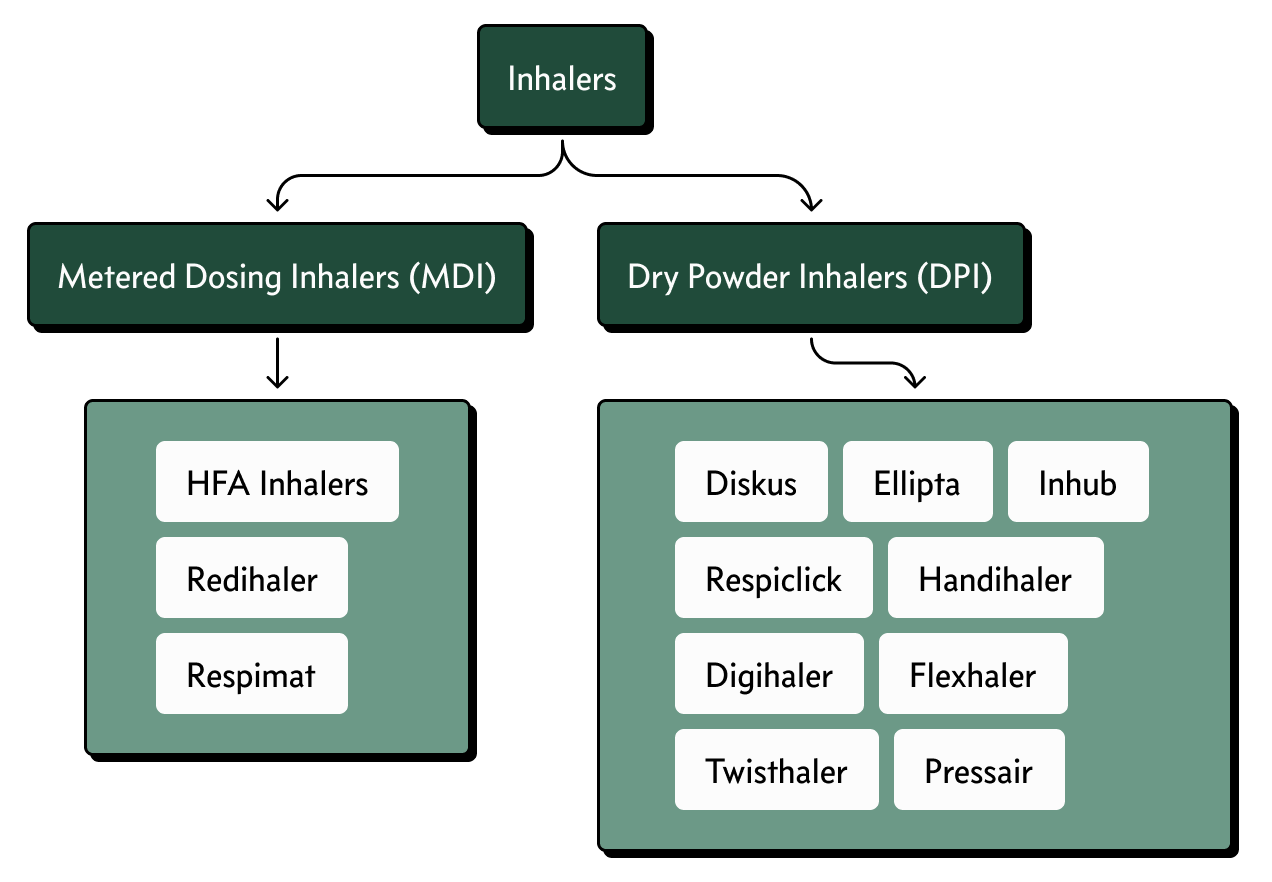 Inhalers
Metered Dosing Inhalers (MDI)
Dry Powder Inhalers (DPI)
HFA Inhalers
Redihaler
Respimat
Diskus
Ellipta
Inhub
Respiclick
Handihaler
Digihaler
Flexhaler
Twisthaler
Pressair